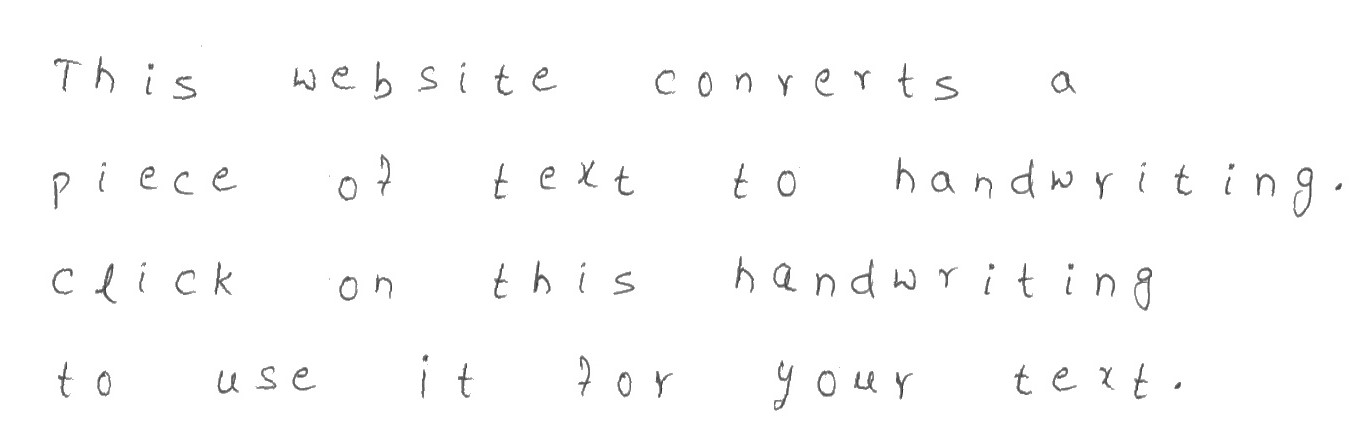 This website converts a
piece of text to handwriting.
Click on this handwriting
to use it for your text.